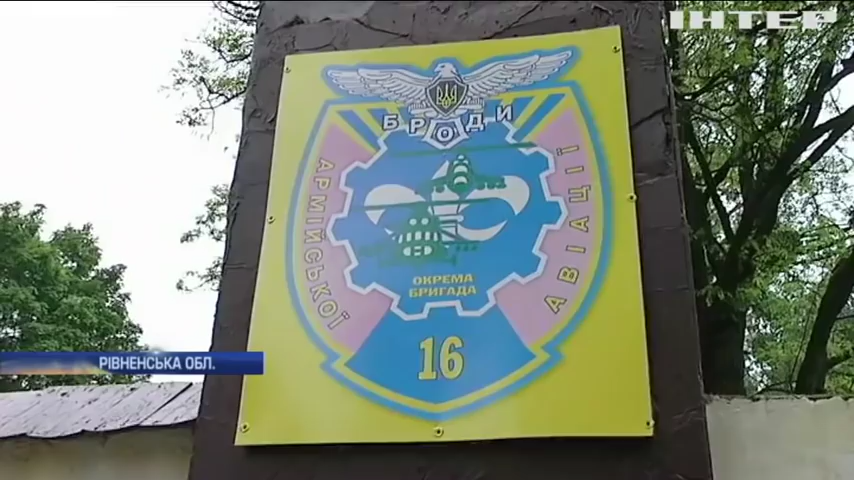 ІНТЕР
БРОДИ
АРМІЙСЬКОЇ
АВІАЦІЇ
ОКРЕМА
БРИГАДА
16
РІВНЕНСЬКА ОБЛ.